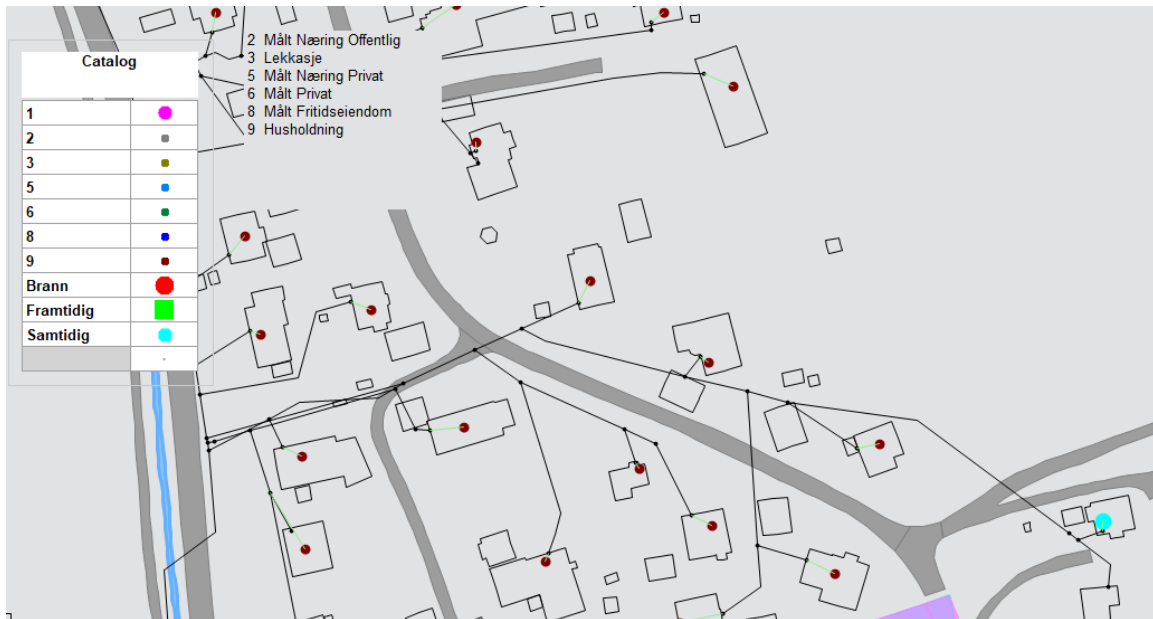 Catalog
1
2
3
5
6
8
9
Brann
Framtidig
Samtidig
2 Målt Næring Offentlig
3 Lekkasje
5 Målt Næring Privat
6 Målt Privat
8 Målt Fritidseiendom
9 Husholdning